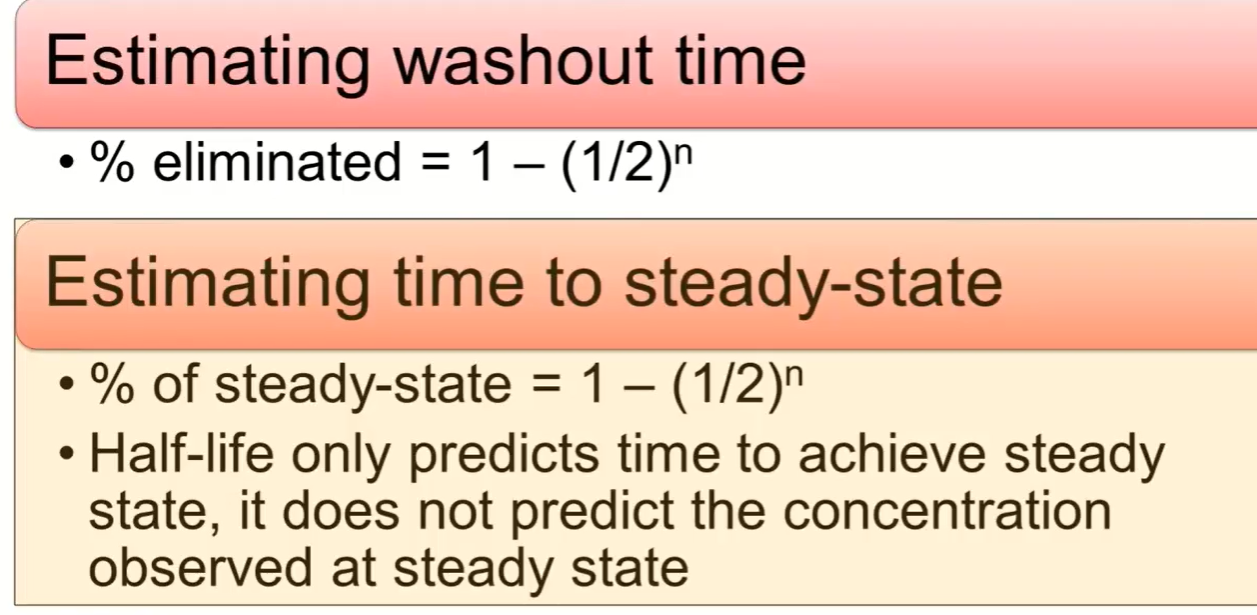 Estimating washout time
• % eliminated = 1 – (1/2)ⁿ
Estimating time to steady-state
• % of steady-state = 1 – (1/2)ⁿ
• Half-life only predicts time to achieve steady
state, it does not predict the concentration
observed at steady state